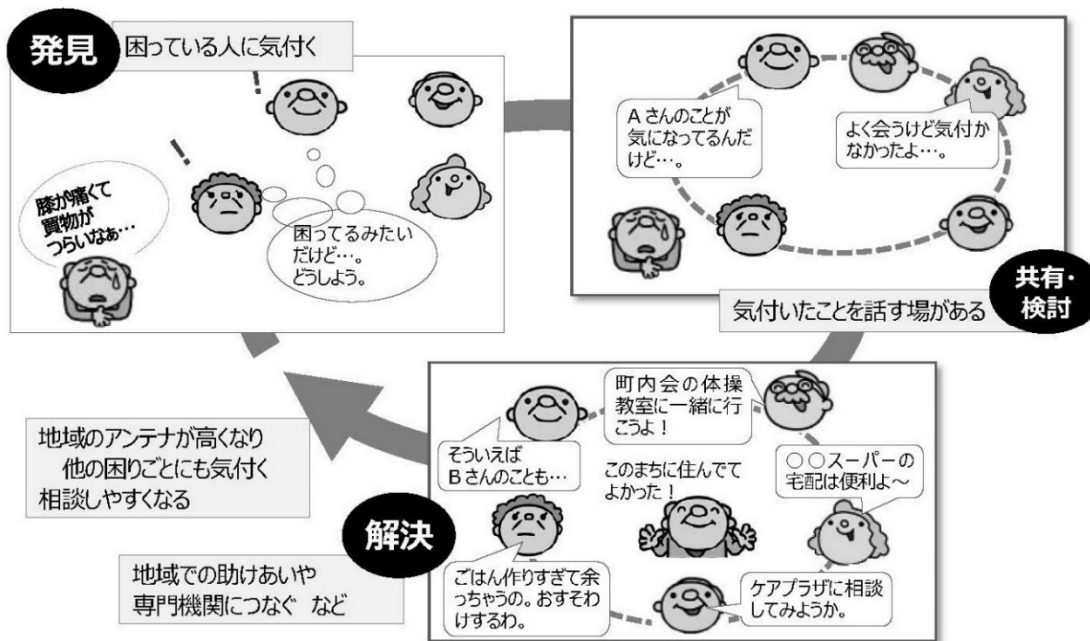 発見
困っている人に気付く
膝が痛くて
買物が
つらいなぁ…
困ってるみたい
だけど…。
どうしよう。
Aさんのことが
気になってるんだ
けど…。
よく会うけど気付か
なかったよ…。
共有・
検討
気付いたことを話す場がある
町内会の体操
教室に一緒に行
こうよ！
そういえば
Bさんのことも…
このまちに住んでて
よかった！
○○スーパーの
宅配は便利よ～
解決
ごはん作りすぎて余
っちゃうの。おすそわ
けするわ。
ケアプラザに相談
してみようか。
地域のアンテナが高くなり
他の困りごとにも気付く
相談しやすくなる
地域での助けあいや
専門機関につなぐ など